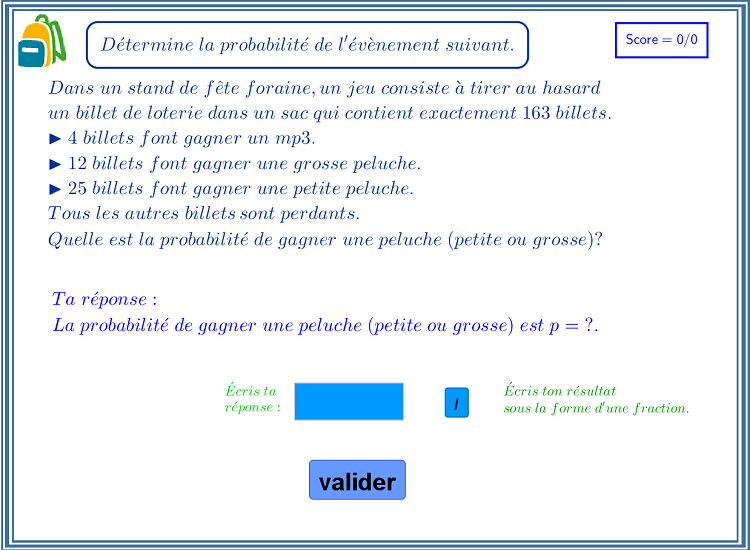 Détermine la probabilité de l'évènement suivant.
Score = 0/0
Dans un stand de fête foraine, un jeu consiste à tirer au hasard
un billet de loterie dans un sac qui contient exactement 163 billets.
▶ 4 billets font gagner un mp3.
▶ 12 billets font gagner une grosse peluche.
▶ 25 billets font gagner une petite peluche.
Tous les autres billets sont perdants.
Quelle est la probabilité de gagner une peluche (petite ou grosse)?
Ta réponse :
La probabilité de gagner une peluche (petite ou grosse) est p = ?.
Écris ta
réponse :
/
Écris ton résultat
sous la forme d'une fraction.
valider